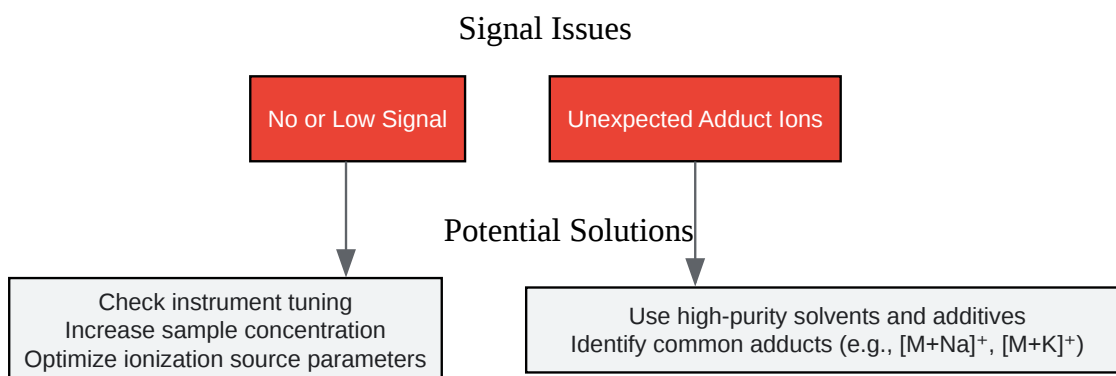 Signal Issues
No or Low Signal
Unexpected Adduct Ions
Potential Solutions
Check instrument tuning
Increase sample concentration
Optimize ionization source parameters
Use high-purity solvents and additives
Identify common adducts (e.g., [M+Na]⁺, [M+K]⁺)